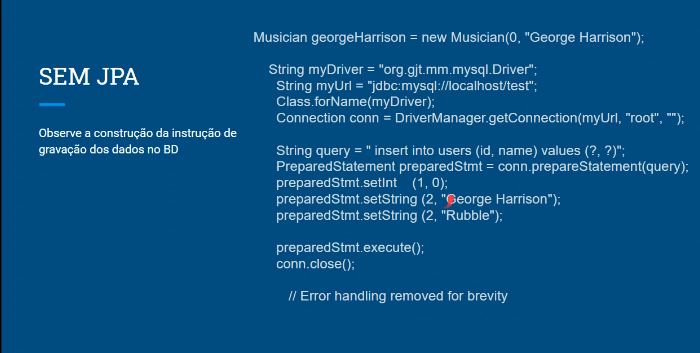 SEM JPA
Observe a construção da instrução de
gravação dos dados no BD
Musician georgeHarrison = new Musician(0, "George Harrison");
String myDriver = "org.gjt.mm.mysql.Driver";
String myUrl = "jdbc:mysql://localhost/test";
Class.forName(myDriver);
Connection conn = DriverManager.getConnection(myUrl, "root", "");
String query = " insert into users (id, name) values (?, ?)";
PreparedStatement preparedStmt = conn.prepareStatement(query);
preparedStmt.setInt    (1, 0);
preparedStmt.setString (2, "George Harrison");
preparedStmt.setString (2, "Rubble");
preparedStmt.execute();
conn.close();
// Error handling removed for brevity